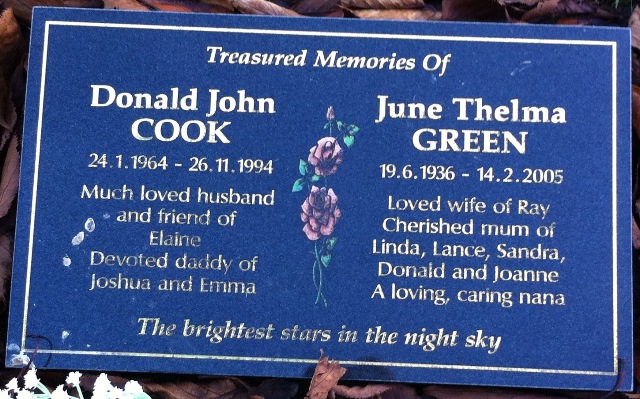 Treasured Memories Of
Donald John
COOK
24.1.1964 - 26.11.1994
Much loved husband
and friend of
Elaine
Devoted daddy of
Joshua and Emma
June Thelma
GREEN
19.6.1936 - 14.2.2005
Loved wife of Ray
Cherished mum of
Linda, Lance, Sandra,
Donald and Joanne
A loving, caring nana
The brightest stars in the night sky